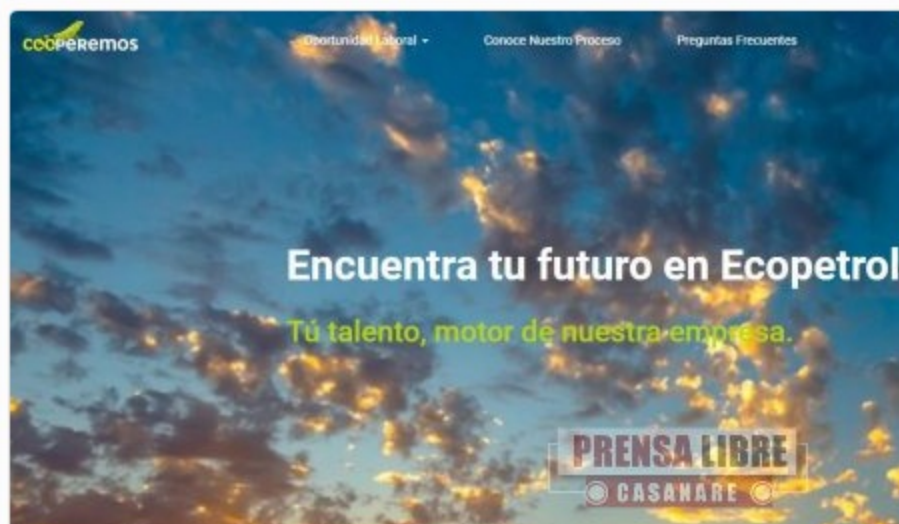 cooperemos
Oportunidad Laboral
Conoce Nuestro Proceso
Preguntas Frecuentes
Encuentra tu futuro en Ecopetrol
Tú talento, motor de nuestra empresa.
PRENSA LIBRE
CASANARE